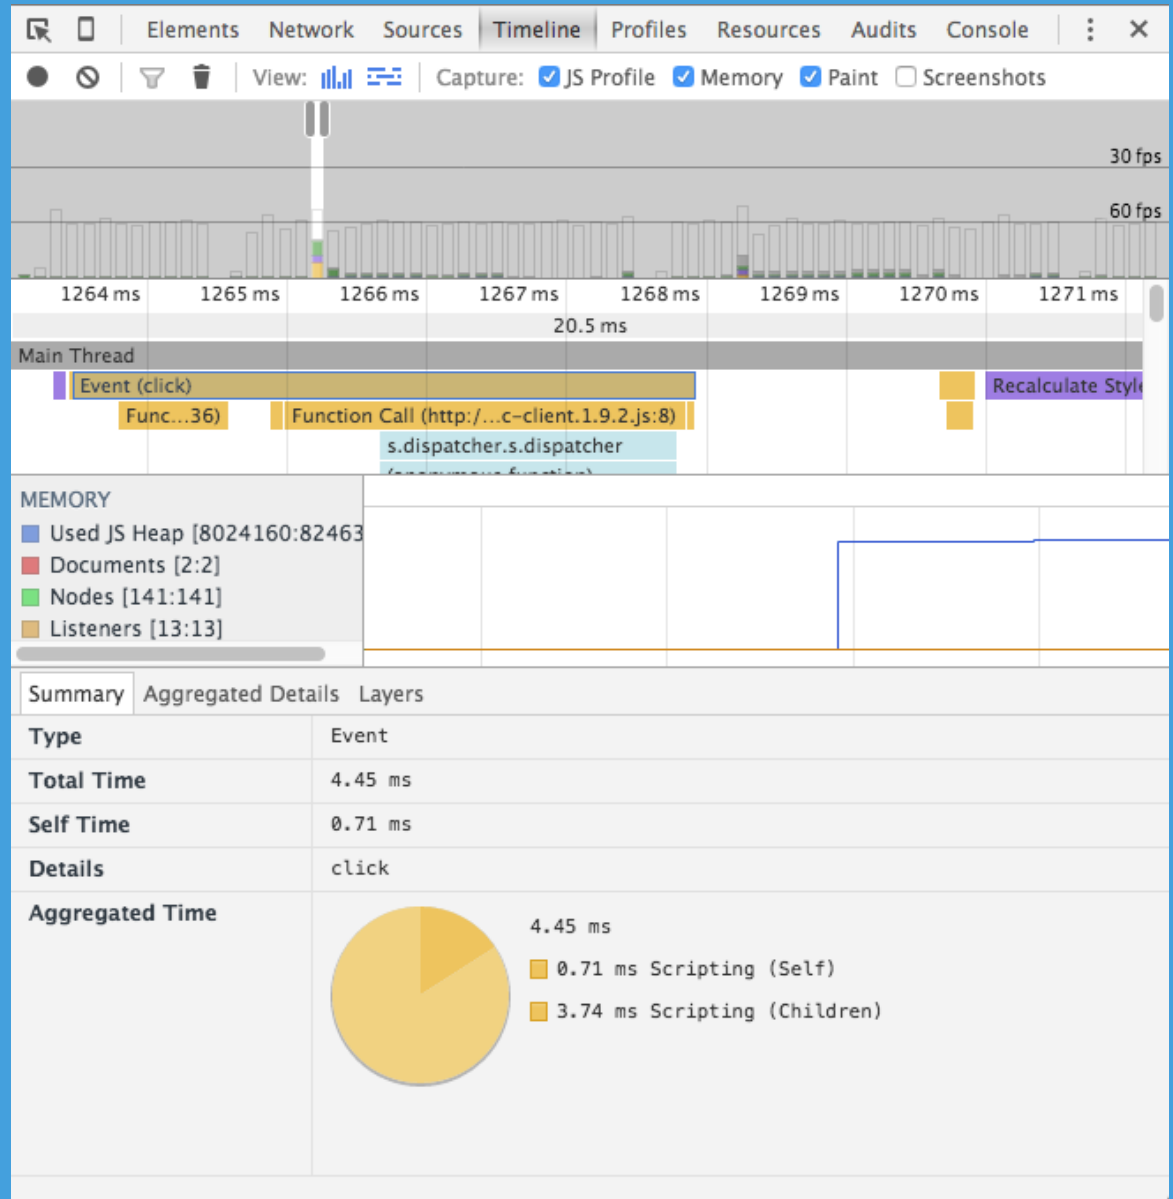 Elements Network Sources Timeline Profiles Resources Audits Console
View: Capture: JS Profile Memory Paint Screenshots
30 fps
60 fps
1264 ms 1265 ms 1266 ms 1267 ms 1268 ms 1269 ms 1270 ms 1271 ms
20.5 ms
Main Thread
Event (click) Recalculate Style
Func...36) Function Call (http:/...c-client.1.9.2.js:8)
s.dispatcher.s.dispatcher
(anonymous function)
MEMORY
Used JS Heap [8024160:82463
Documents [2:2]
Nodes [141:141]
Listeners [13:13]
Summary Aggregated Details Layers
Type Event
Total Time 4.45 ms
Self Time 0.71 ms
Details click
Aggregated Time
4.45 ms
0.71 ms Scripting (Self)
3.74 ms Scripting (Children)